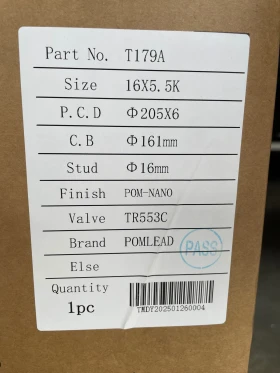 Part No. T179A
Size 16X5.5K
P.C.D Φ205X6
C.B Φ161mm
Stud Φ16mm
Finish POM-NANO
Valve TR553C
Brand POMLEAD
PASS
Else
Quantity
1pc
TMDT202501260004